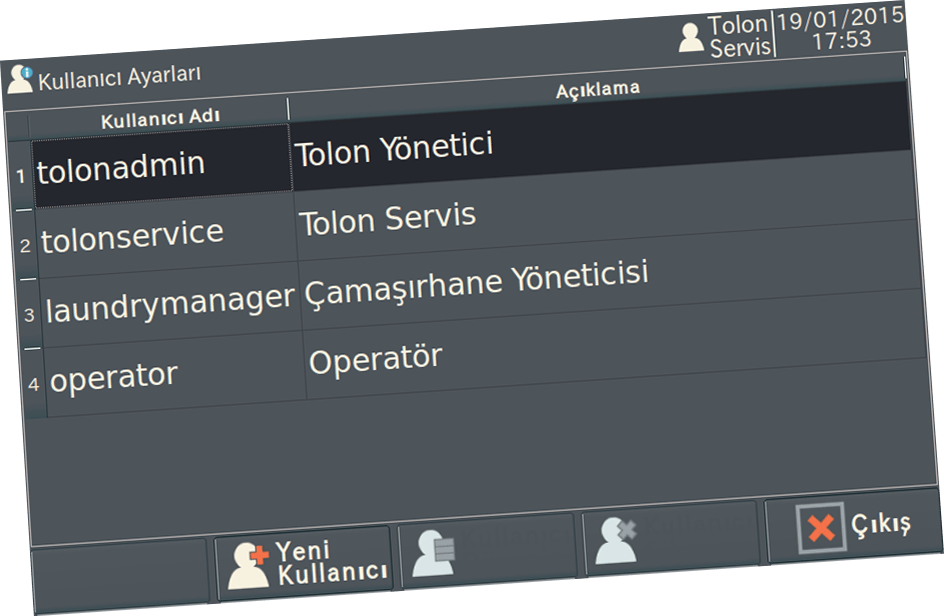 Kullanıcı Ayarları
Tolon
Servis
19/01/2015
17:53
Kullanıcı Adı Açıklama
1 tolonadmin Tolon Yönetici
2 tolonservice Tolon Servis
3 laundrymanager Çamaşırhane Yöneticisi
4 operator Operatör
Yeni
Kullanıcı
Çıkış